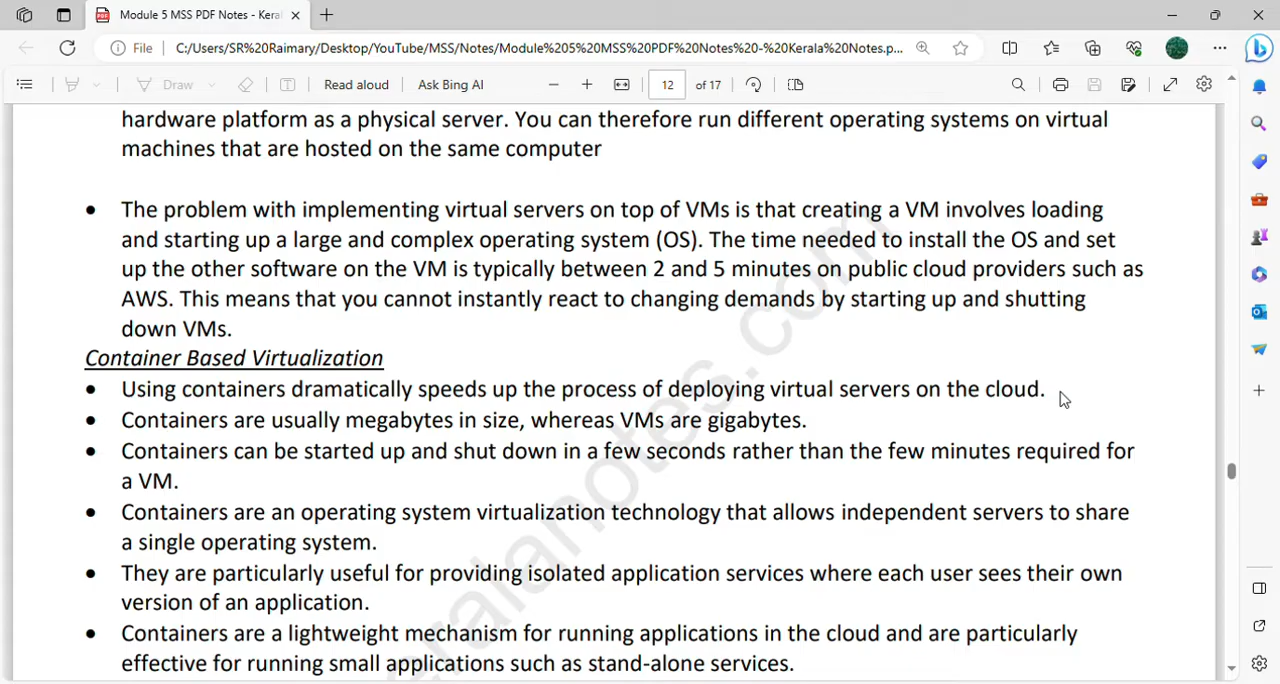 Module 5 MSS PDF Notes - Keral
File
C:/Users/SR%20Raimary/Desktop/YouTube/MSS/Notes/Module%205%20MSS%20PDF%20Notes%20-%20Kerala%20Notes.p...
Draw
Read aloud
Ask Bing AI
12
of 17
hardware platform as a physical server. You can therefore run different operating systems on virtual
machines that are hosted on the same computer
• The problem with implementing virtual servers on top of VMs is that creating a VM involves loading
and starting up a large and complex operating system (OS). The time needed to install the OS and set
up the other software on the VM is typically between 2 and 5 minutes on public cloud providers such as
AWS. This means that you cannot instantly react to changing demands by starting up and shutting
down VMs.
Container Based Virtualization
• Using containers dramatically speeds up the process of deploying virtual servers on the cloud.
• Containers are usually megabytes in size, whereas VMs are gigabytes.
• Containers can be started up and shut down in a few seconds rather than the few minutes required for
a VM.
• Containers are an operating system virtualization technology that allows independent servers to share
a single operating system.
• They are particularly useful for providing isolated application services where each user sees their own
version of an application.
• Containers are a lightweight mechanism for running applications in the cloud and are particularly
effective for running small applications such as stand-alone services.
keralanotes.com